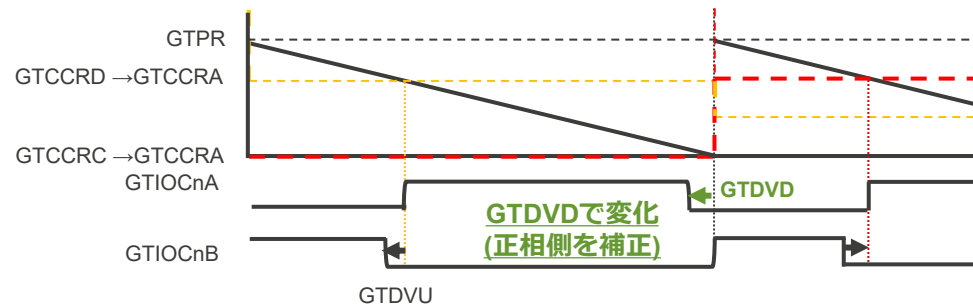 GTPR
GTCCRD →GTCCRA
GTCCRC →GTCCRA
GTIOCnA
GTDVD
GTDVDで変化
(正相側を補正)
GTIOCnB
GTDVU